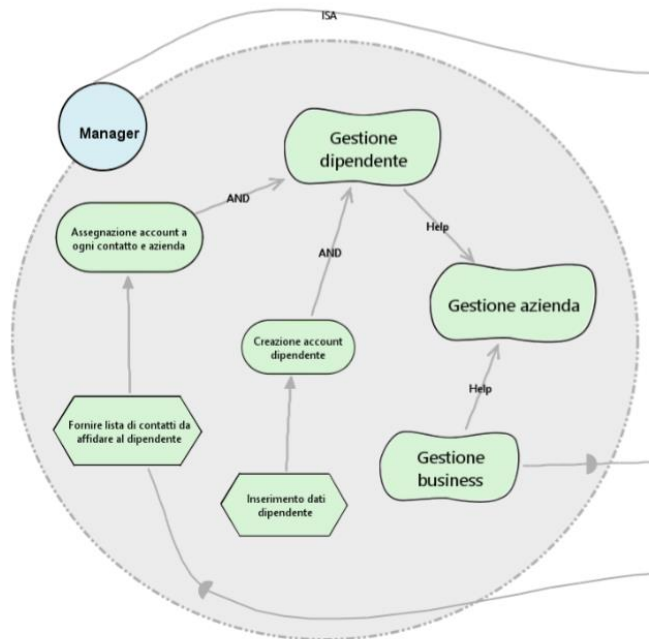 ISA
Manager
Gestione
dipendente
AND
Assegnazione account a
ogni contatto e azienda
Help
AND
Gestione azienda
Creazione account
dipendente
Help
Fornire lista di contatti da
affidare al dipendente
Gestione
business
Inserimento dati
dipendente